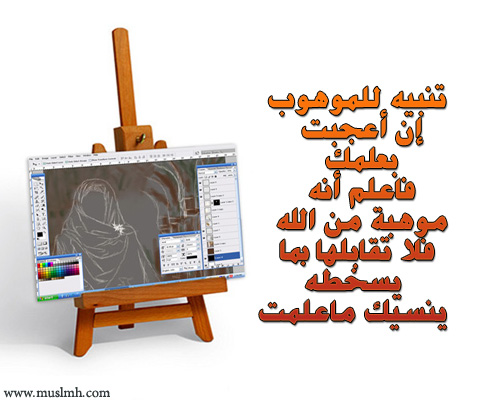 تنبيه للموهوب
إن أعجبت
بعلمك
فاعلم أنه
موهبة من الله
فلا تقابلها بما
يسخطه
ينسيك ماعلمت
www.muslmh.com